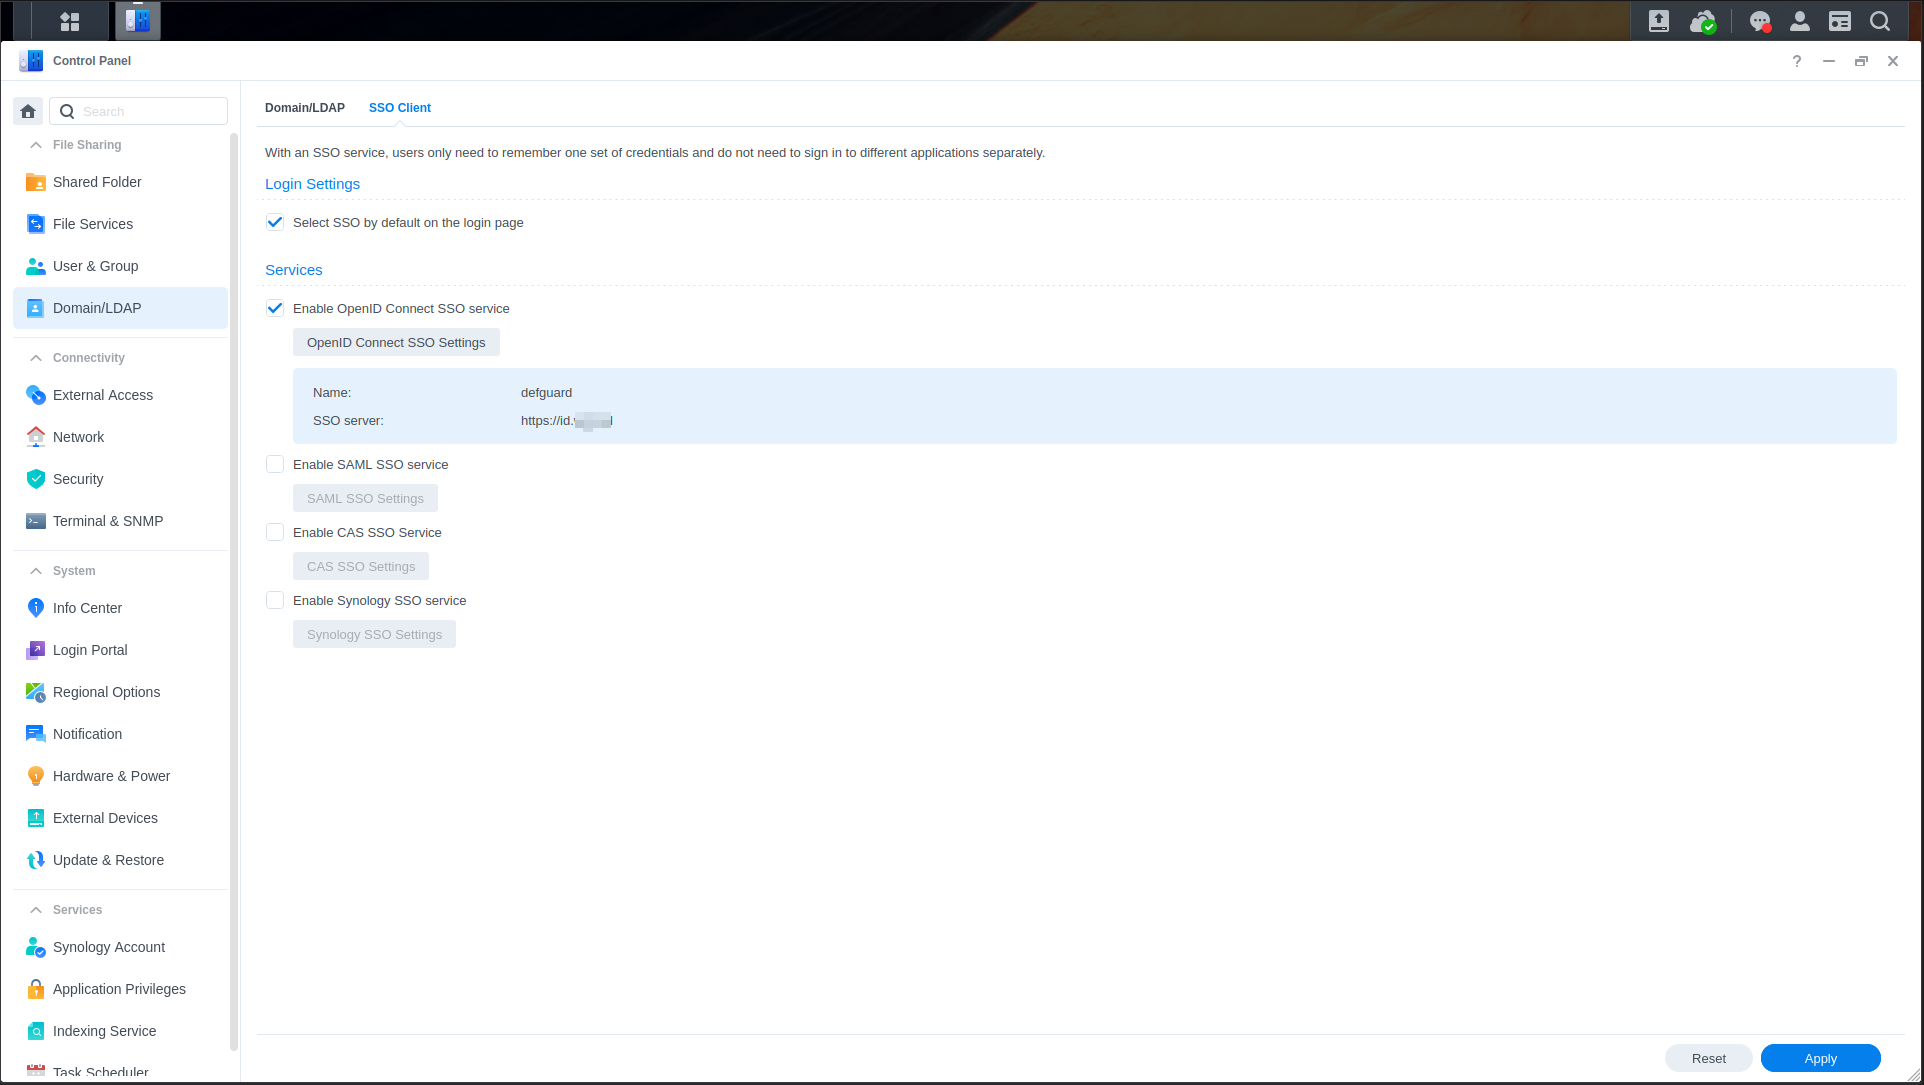 Control Panel
?
Search
File Sharing
Shared Folder
File Services
User & Group
Domain/LDAP
Connectivity
External Access
Network
Security
Terminal & SNMP
System
Info Center
Login Portal
Regional Options
Notification
Hardware & Power
External Devices
Update & Restore
Services
Synology Account
Application Privileges
Indexing Service
Task Scheduler
Domain/LDAP SSO Client
With an SSO service, users only need to remember one set of credentials and do not need to sign in to different applications separately.
Login Settings
Select SSO by default on the login page
Services
Enable OpenID Connect SSO service
OpenID Connect SSO Settings
Name: defguard
SSO server: https://id.
Enable SAML SSO service
SAML SSO Settings
Enable CAS SSO Service
CAS SSO Settings
Enable Synology SSO service
Synology SSO Settings
Reset Apply